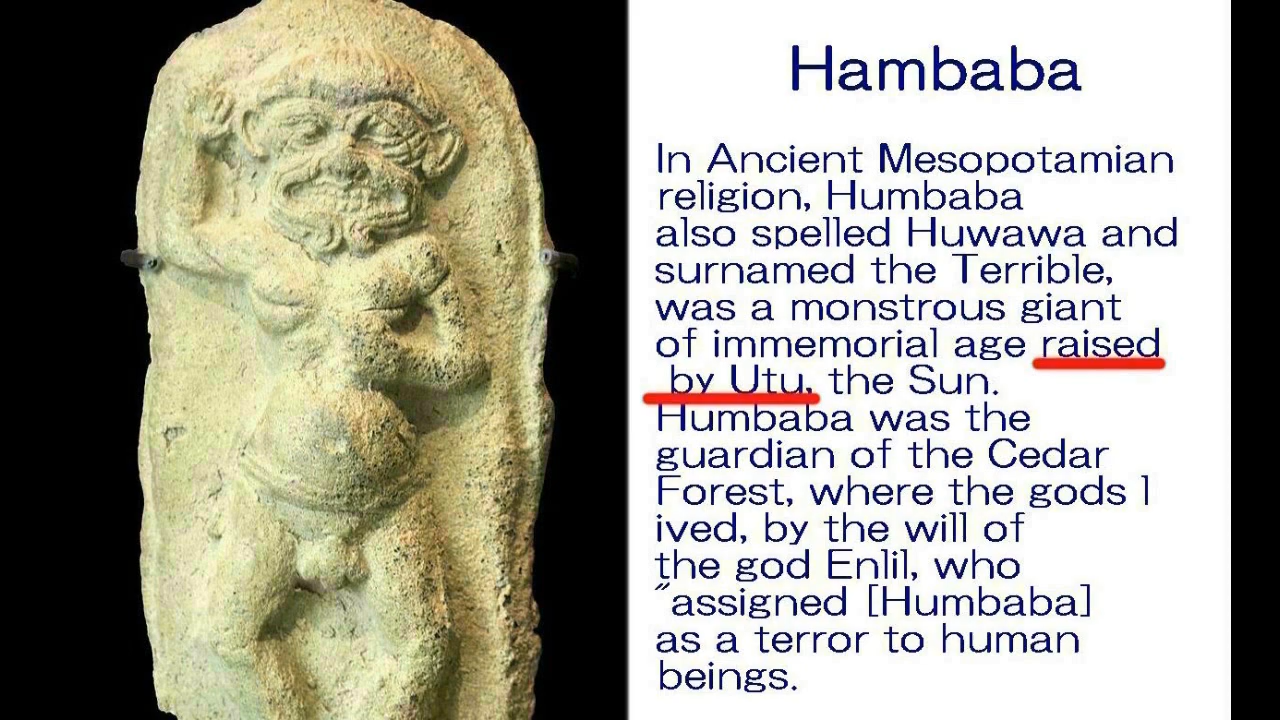 Hambaba
In Ancient Mesopotamian
religion, Humbaba
also spelled Huwawa and
surnamed the Terrible,
was a monstrous giant
of immemorial age raised
by Utu, the Sun.
Humbaba was the
guardian of the Cedar
Forest, where the gods l
ived, by the will of
the god Enlil, who
"assigned [Humbaba]
as a terror to human
beings.